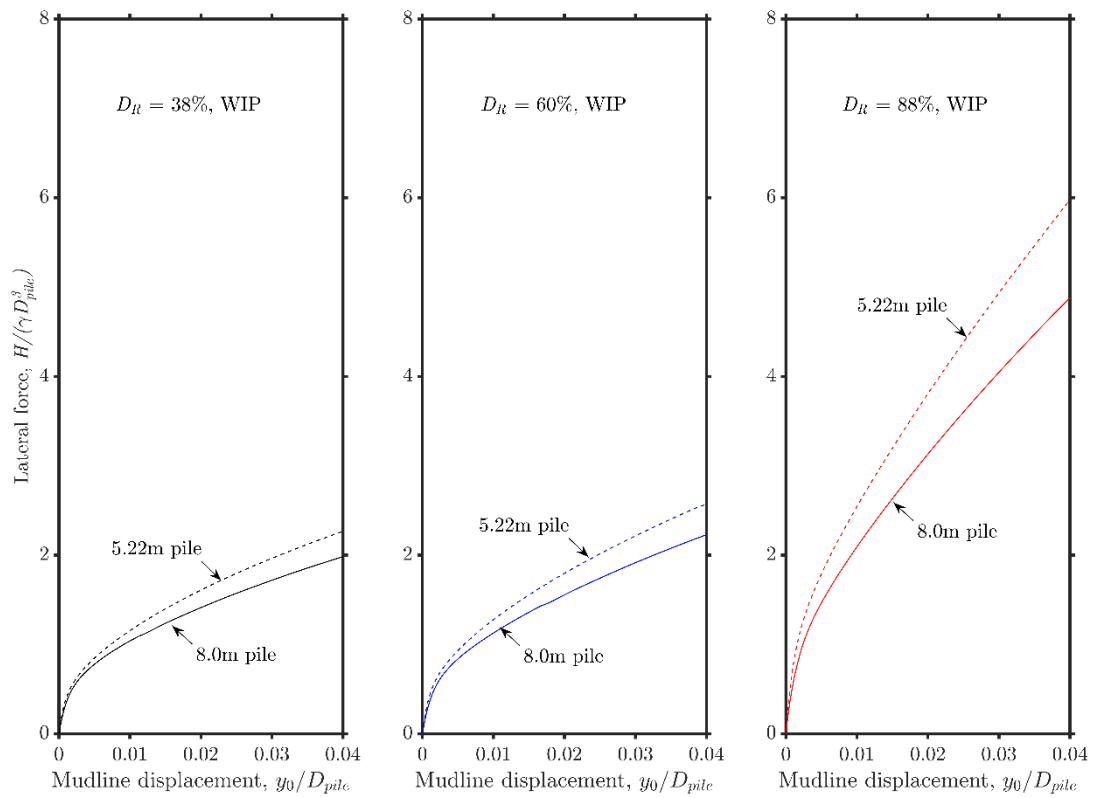 8
6
4
2
0
Lateral force, H/(γD³pile)
D_R = 38%, WIP
5.22m pile
8.0m pile
0 0.01 0.02 0.03 0.04
Mudline displacement, y₀/D_pile
8
6
4
2
0
D_R = 60%, WIP
5.22m pile
8.0m pile
0 0.01 0.02 0.03 0.04
Mudline displacement, y₀/D_pile
8
6
4
2
0
D_R = 88%, WIP
5.22m pile
8.0m pile
0 0.01 0.02 0.03 0.04
Mudline displacement, y₀/D_pile